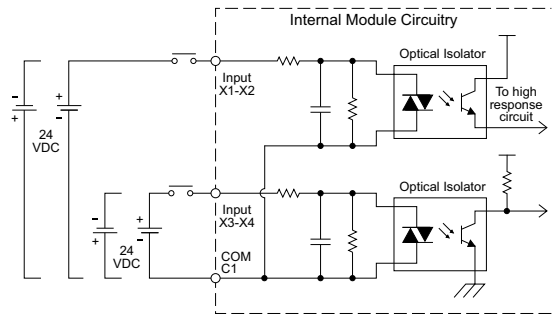 Internal Module Circuitry
Optical Isolator
Input
X1-X2
To high
response
circuit
- +
+ -
24
VDC
Optical Isolator
Input
X3-X4
- +
+ -
24
VDC
COM
C1